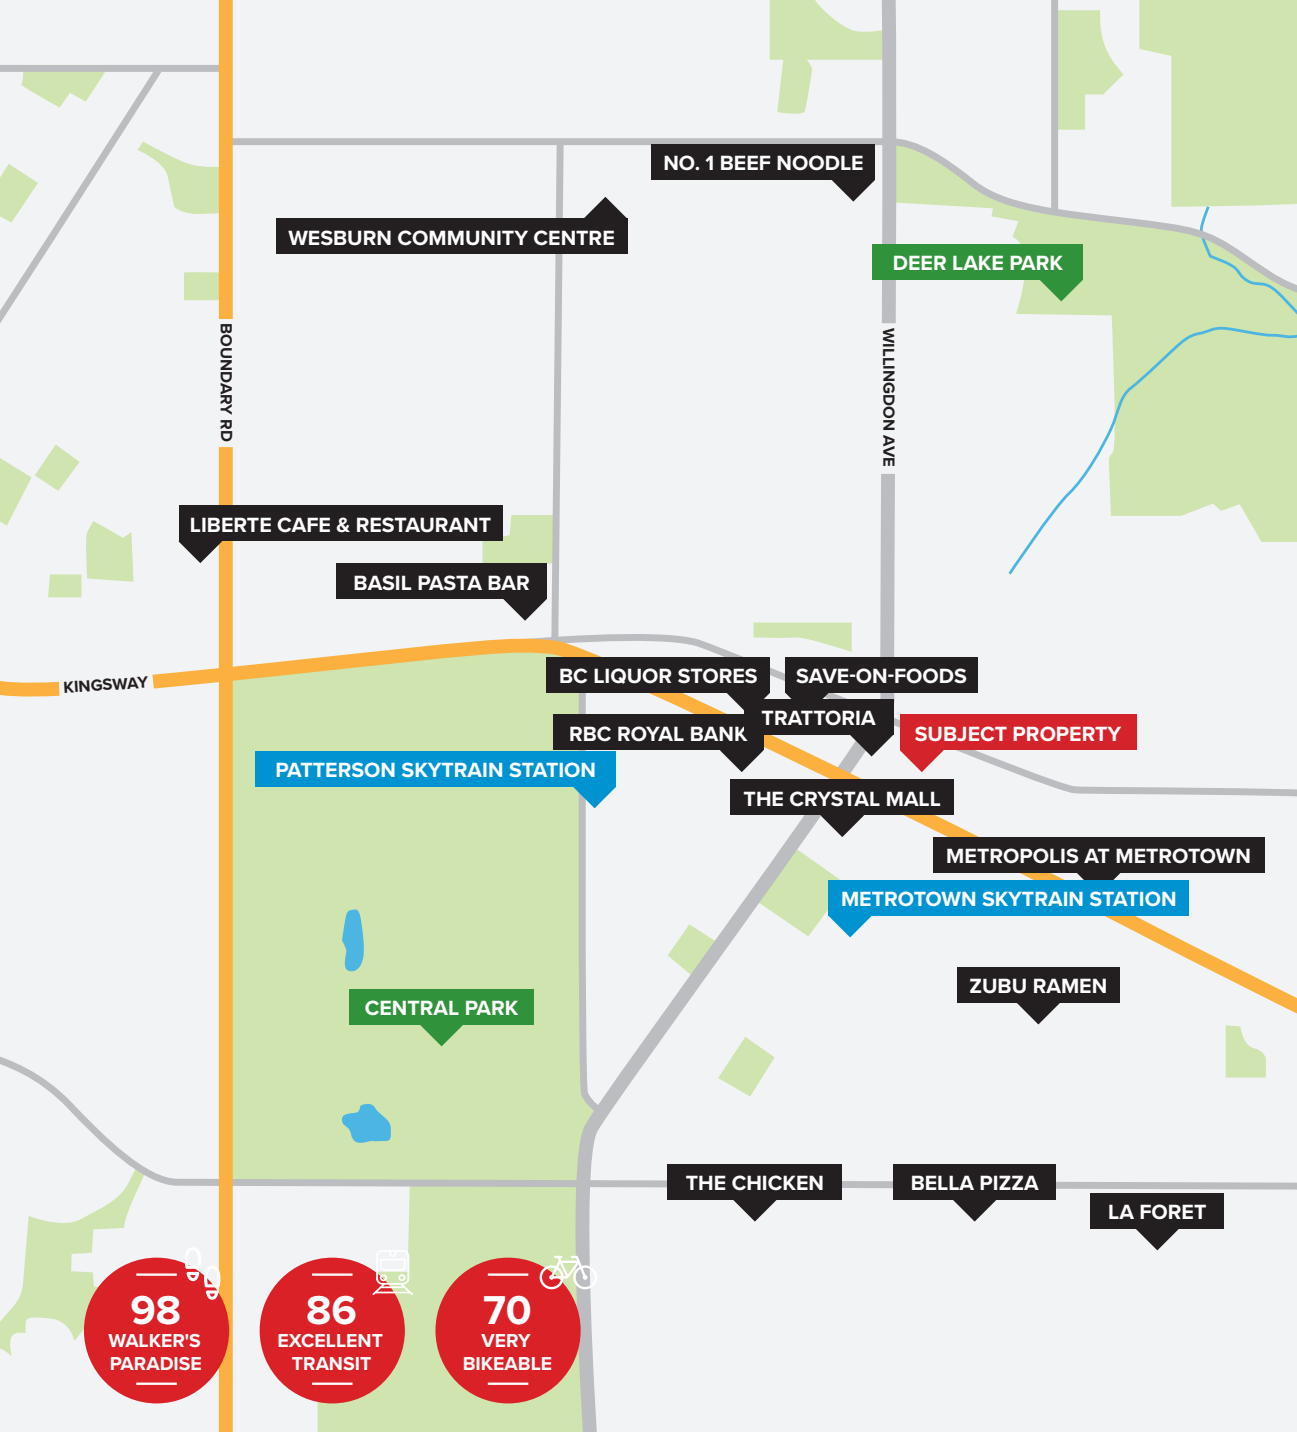 NO. 1 BEEF NOODLE
WESBURN COMMUNITY CENTRE
DEER LAKE PARK
BOUNDARY RD
WILLINGDON AVE
LIBERTE CAFE & RESTAURANT
BASIL PASTA BAR
KINGSWAY
BC LIQUOR STORES
SAVE-ON-FOODS
TRATTORIA
RBC ROYAL BANK
SUBJECT PROPERTY
PATTERSON SKYTRAIN STATION
THE CRYSTAL MALL
METROPOLIS AT METROTOWN
METROTOWN SKYTRAIN STATION
ZUBU RAMEN
CENTRAL PARK
THE CHICKEN
BELLA PIZZA
LA FORET
98
WALKER'S
PARADISE
86
EXCELLENT
TRANSIT
70
VERY
BIKEABLE